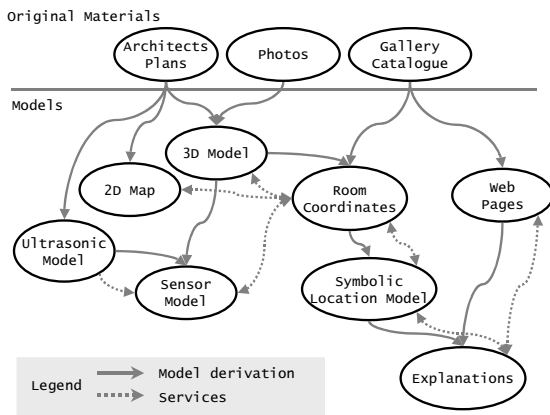 Original Materials
Architects
Plans
Photos
Gallery
Catalogue
Models
3D Model
2D Map
Room
Coordinates
Web
Pages
Ultrasonic
Model
Sensor
Model
Symbolic
Location Model
Explanations
Legend
Model derivation
Services